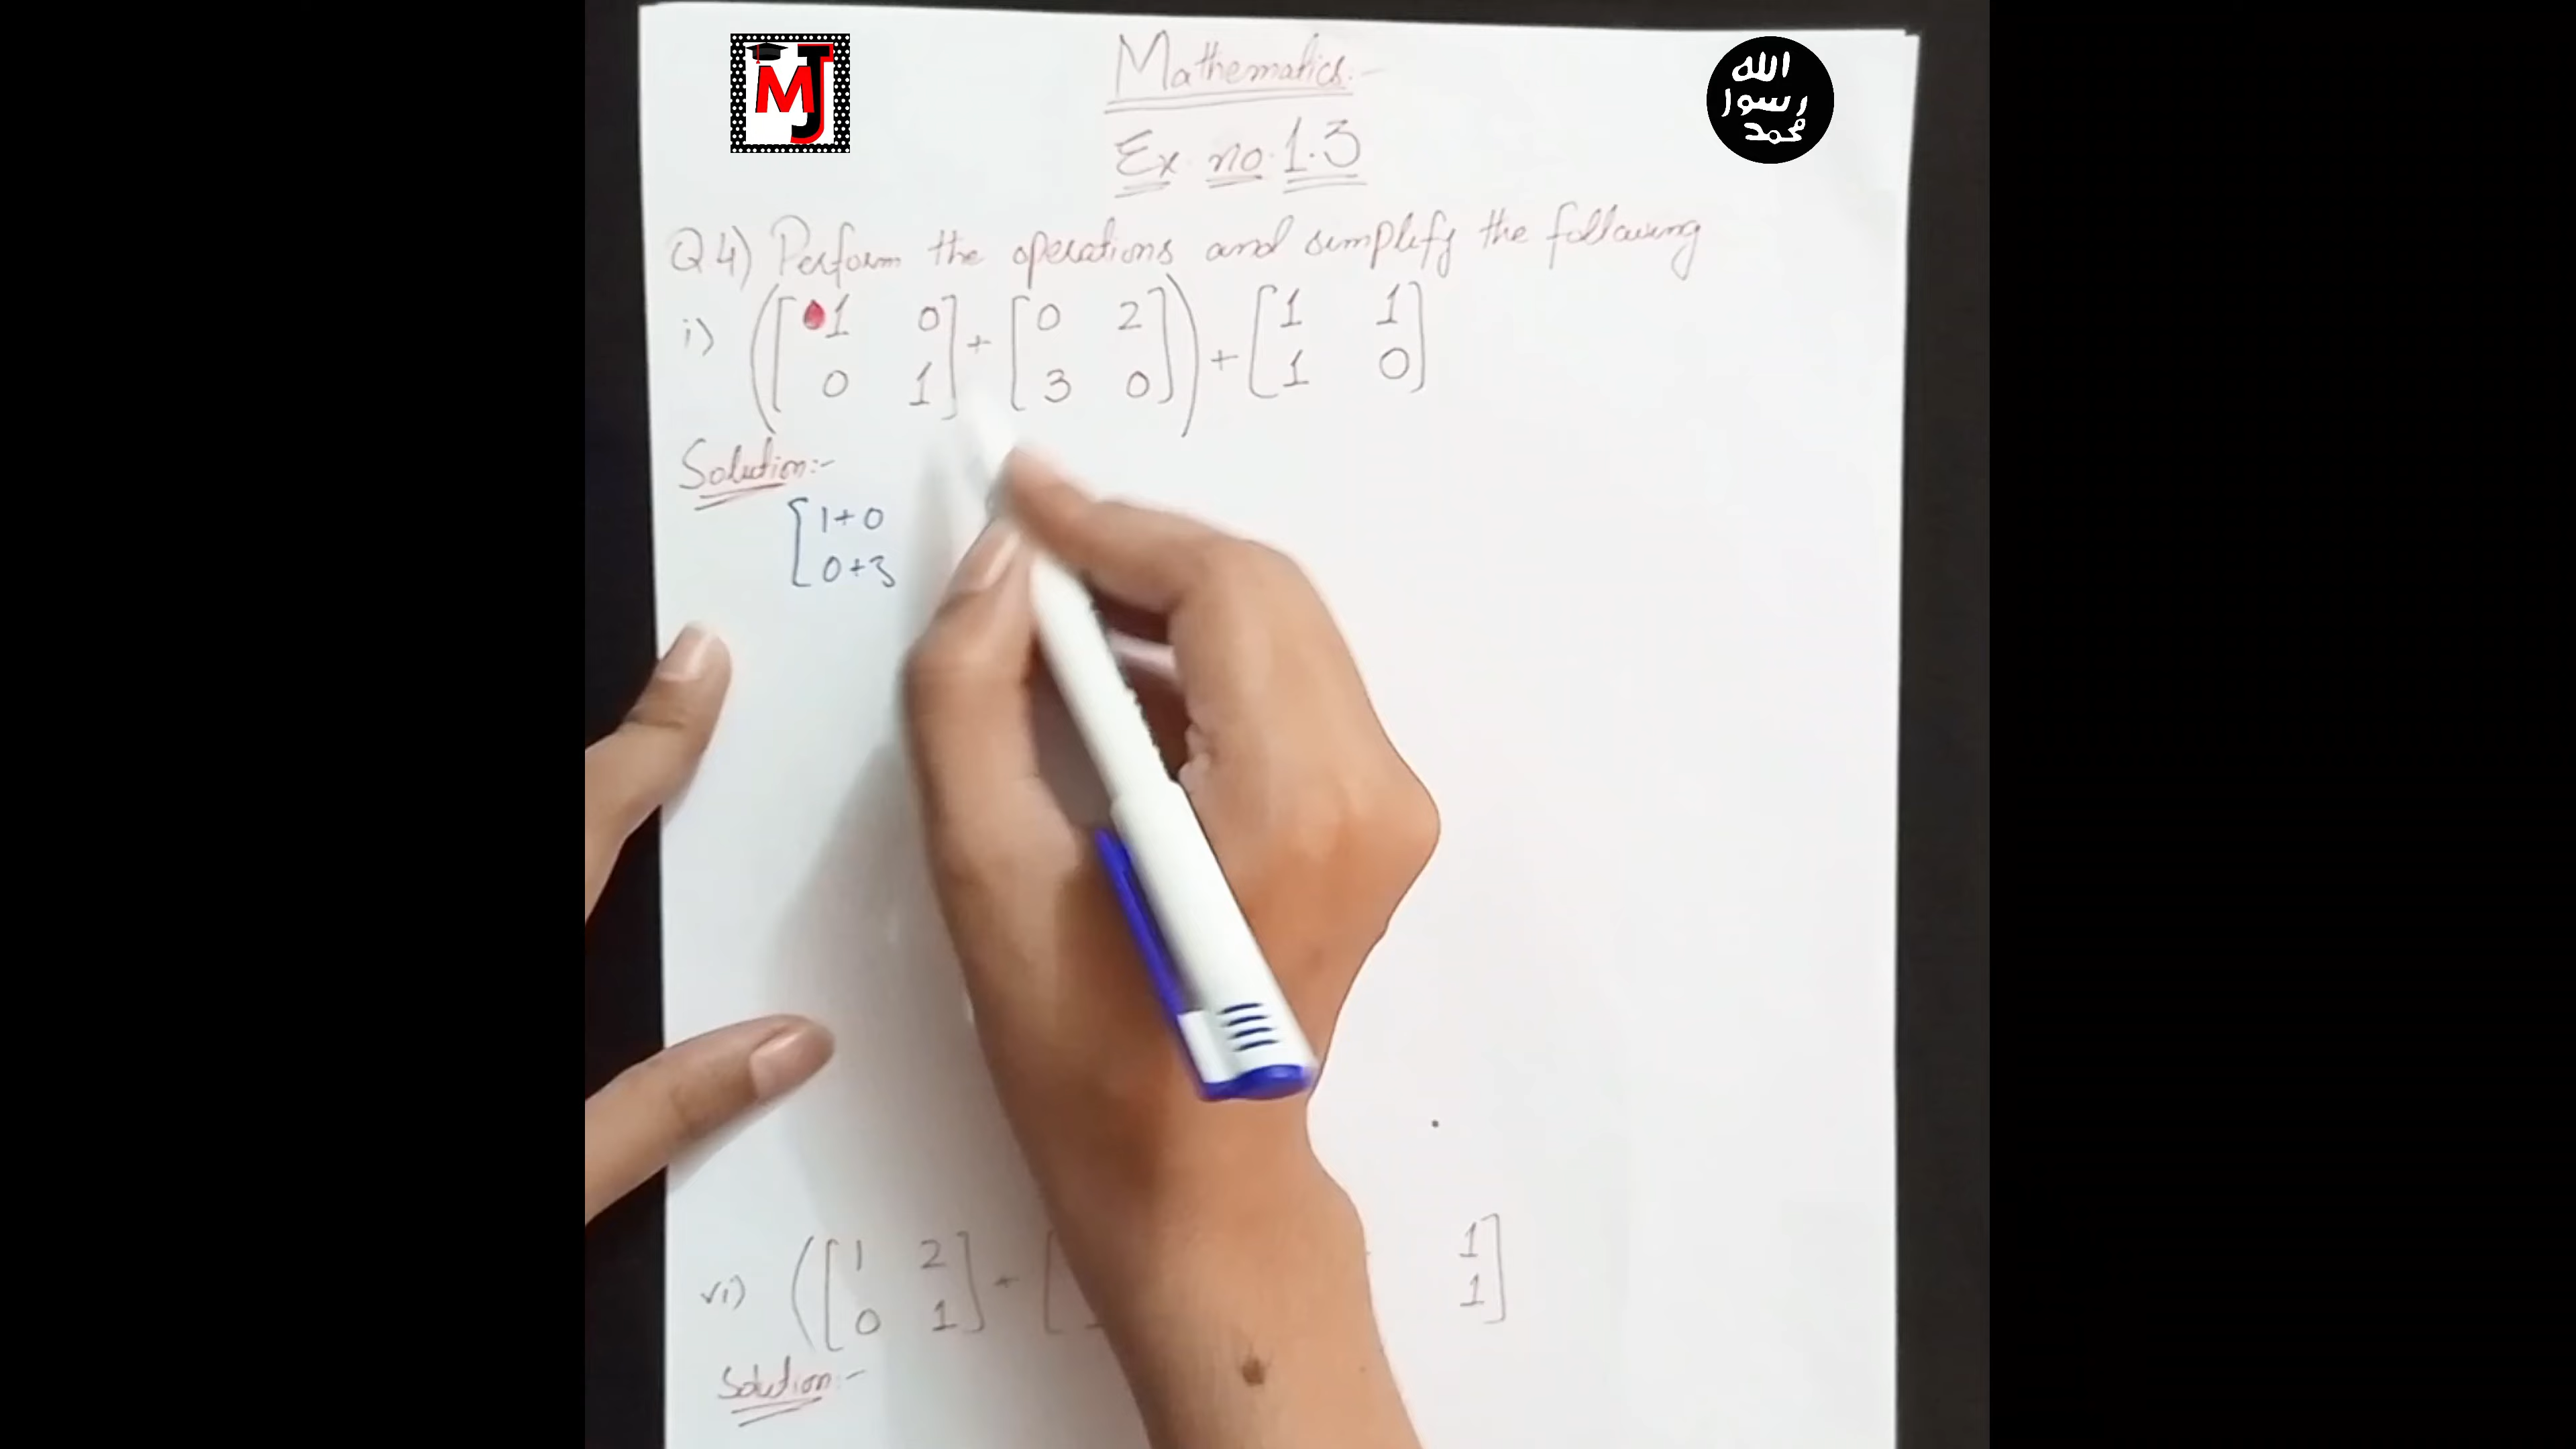 MJ
الله
رسول
محمد
Mathematics:-
Ex no. 1.3
Q4) Perform the operations and simplify the following
i) ([1 0 + [0 2]) + [1 1]
0 1] 3 0 1 0
Solution:-
[1+0
0+3
vi) ([1 2] - [ 1]
0 1 1
Solution:-